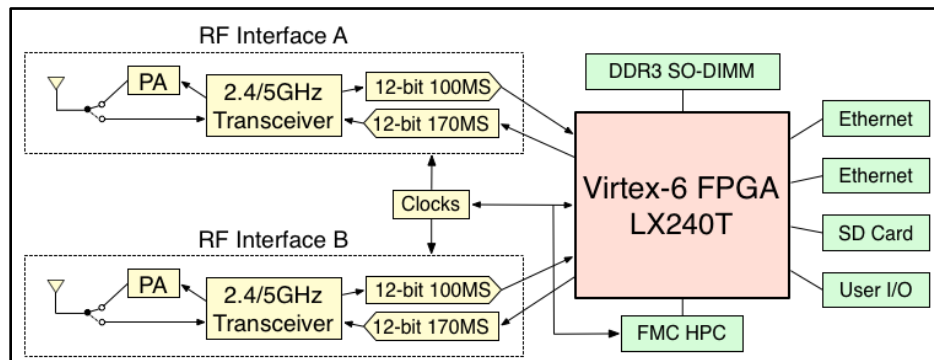 RF Interface A
PA
2.4/5GHz
Transceiver
12-bit 100MS
12-bit 170MS
Clocks
RF Interface B
PA
2.4/5GHz
Transceiver
12-bit 100MS
12-bit 170MS
DDR3 SO-DIMM
Virtex-6 FPGA
LX240T
FMC HPC
Ethernet
Ethernet
SD Card
User I/O